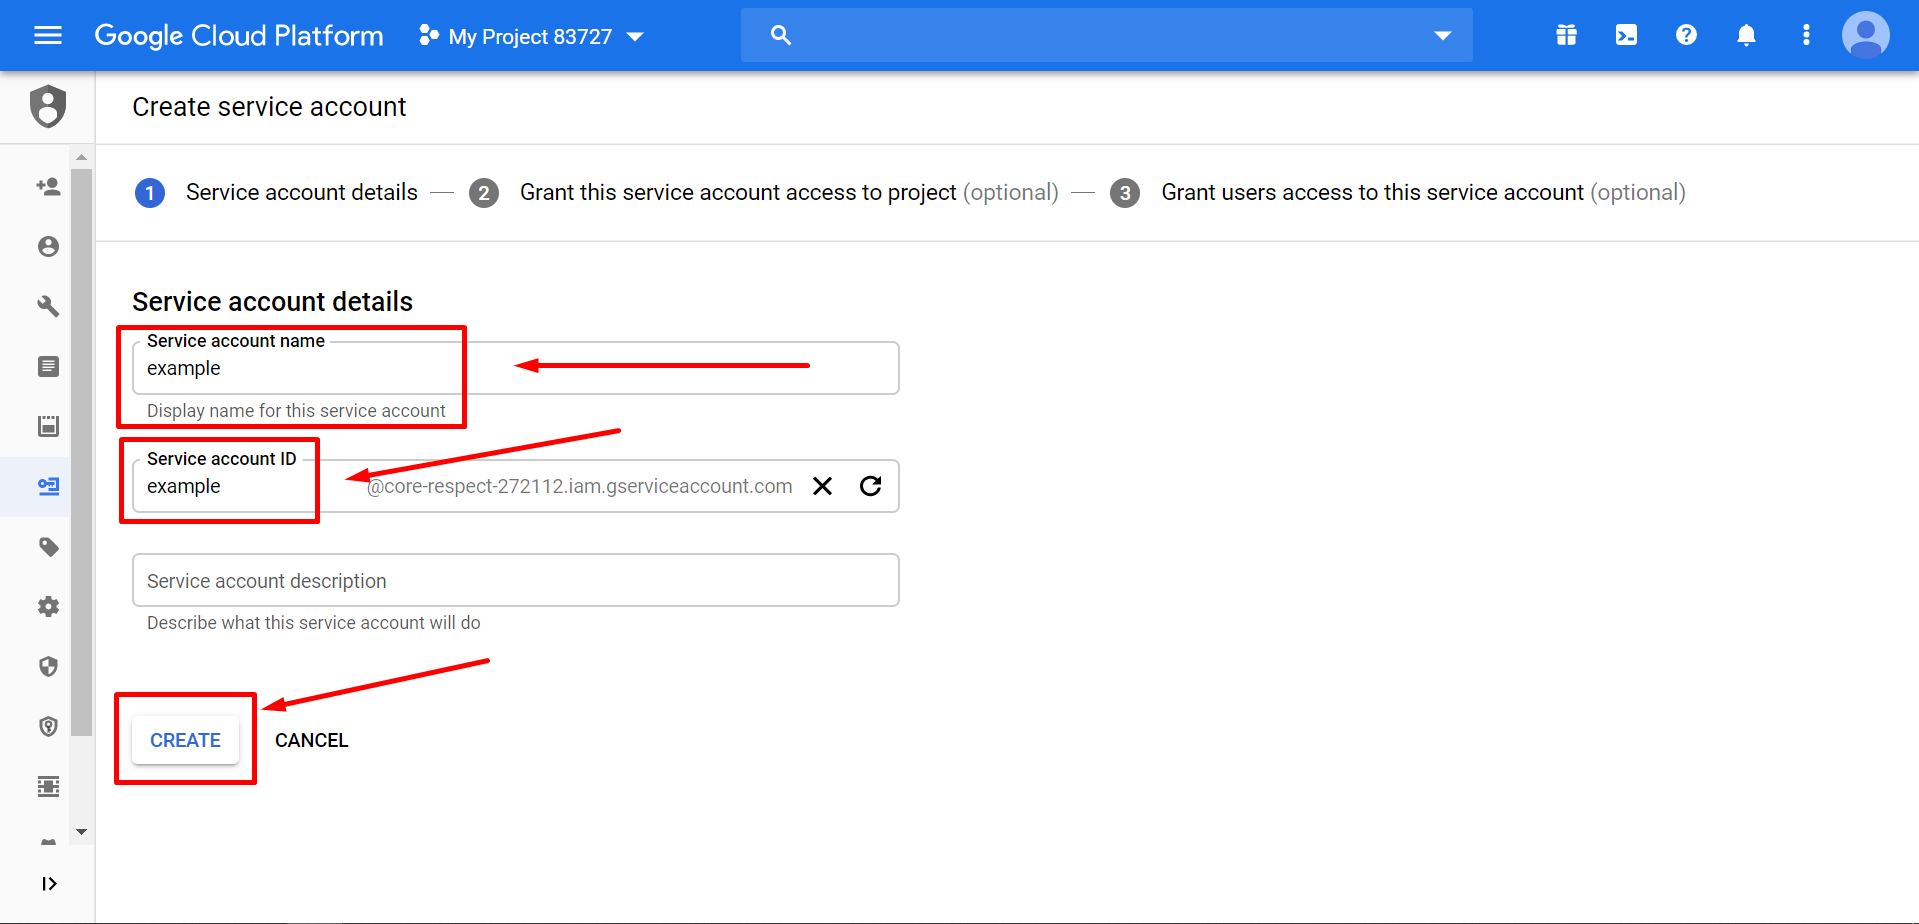 Google Cloud Platform My Project 83727
Create service account
1 Service account details 2 Grant this service account access to project (optional) 3 Grant users access to this service account (optional)
Service account details
Service account name
example
Display name for this service account
Service account ID
example @core-respect-272112.iam.gserviceaccount.com
Service account description
Describe what this service account will do
CREATE CANCEL